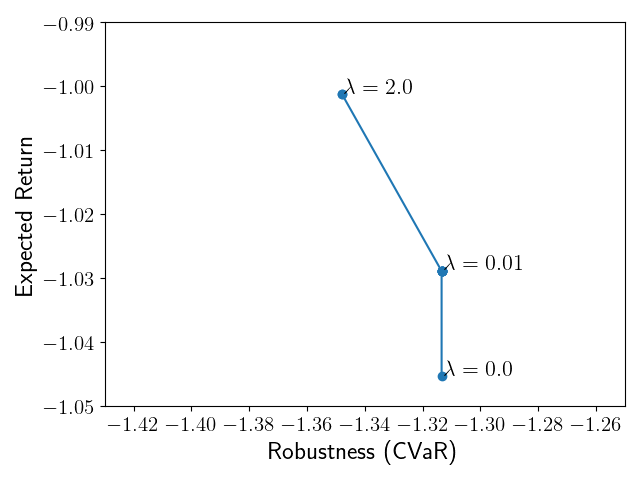 −0.99
−1.00
−1.01
−1.02
−1.03
−1.04
−1.05
Expected Return
λ = 2.0
λ = 0.01
λ = 0.0
−1.42 −1.40 −1.38 −1.36 −1.34 −1.32 −1.30 −1.28 −1.26
Robustness (CVaR)